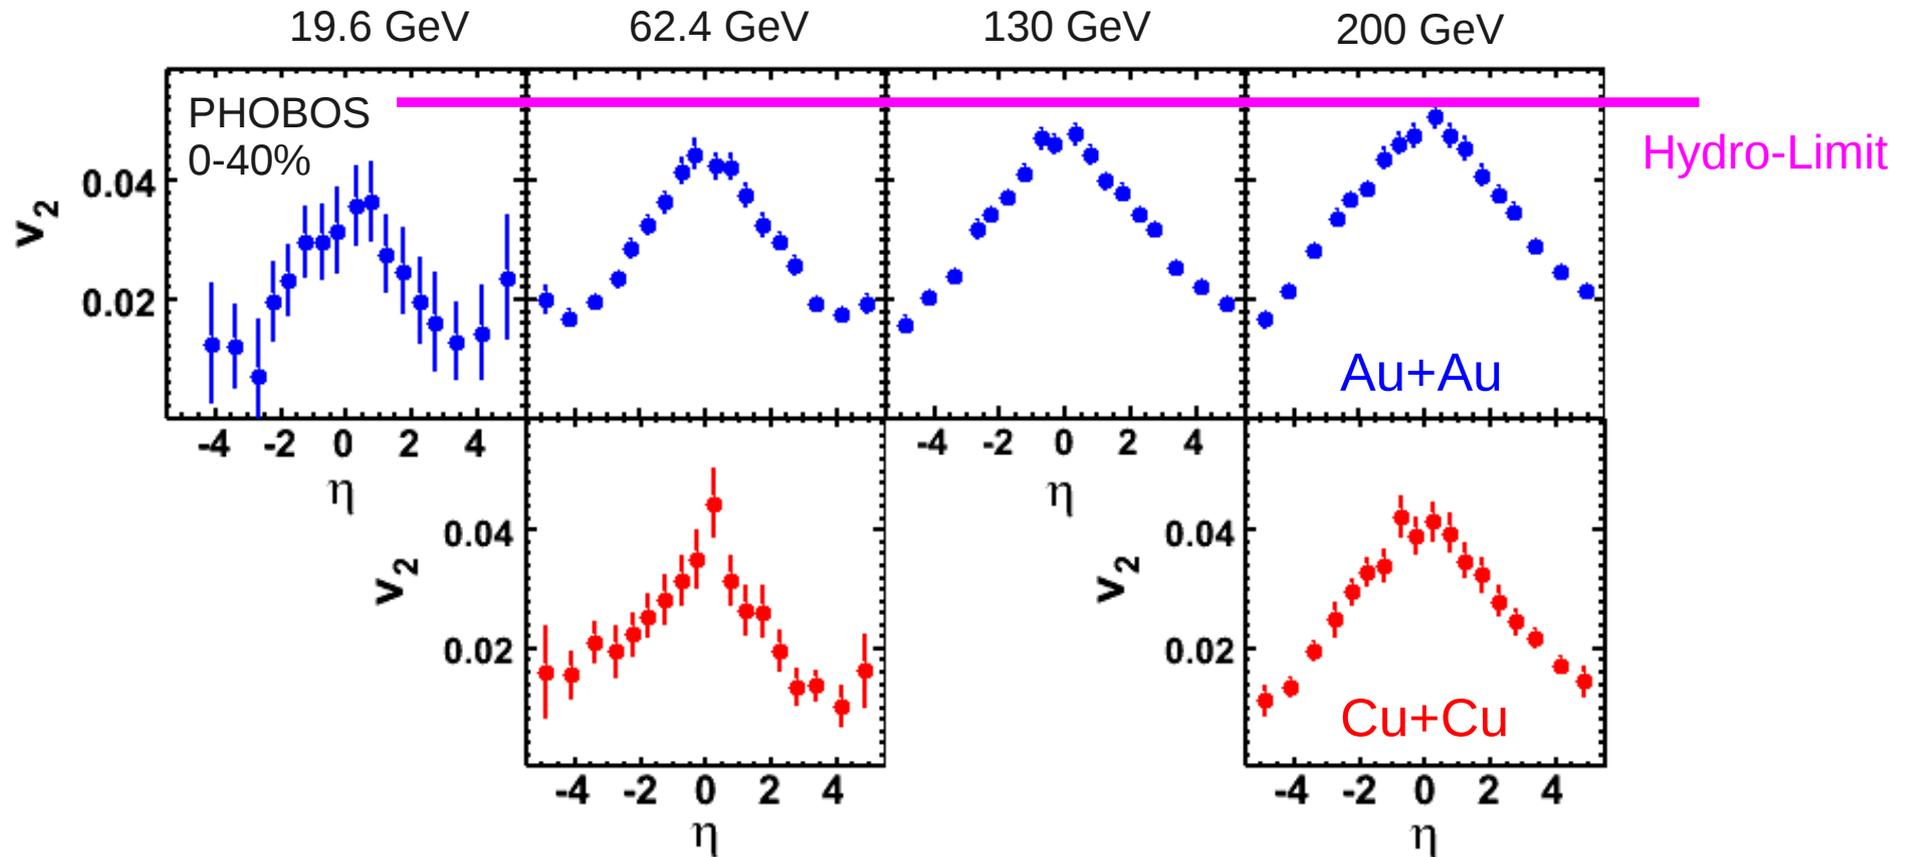 19.6 GeV 62.4 GeV 130 GeV 200 GeV
PHOBOS
0-40%
Hydro-Limit
v2
0.04
0.02
Au+Au
-4 -2 0 2 4
η
-4 -2 0 2 4
η
v2
0.04
0.02
-4 -2 0 2 4
η
v2
0.04
0.02
Cu+Cu
-4 -2 0 2 4
η